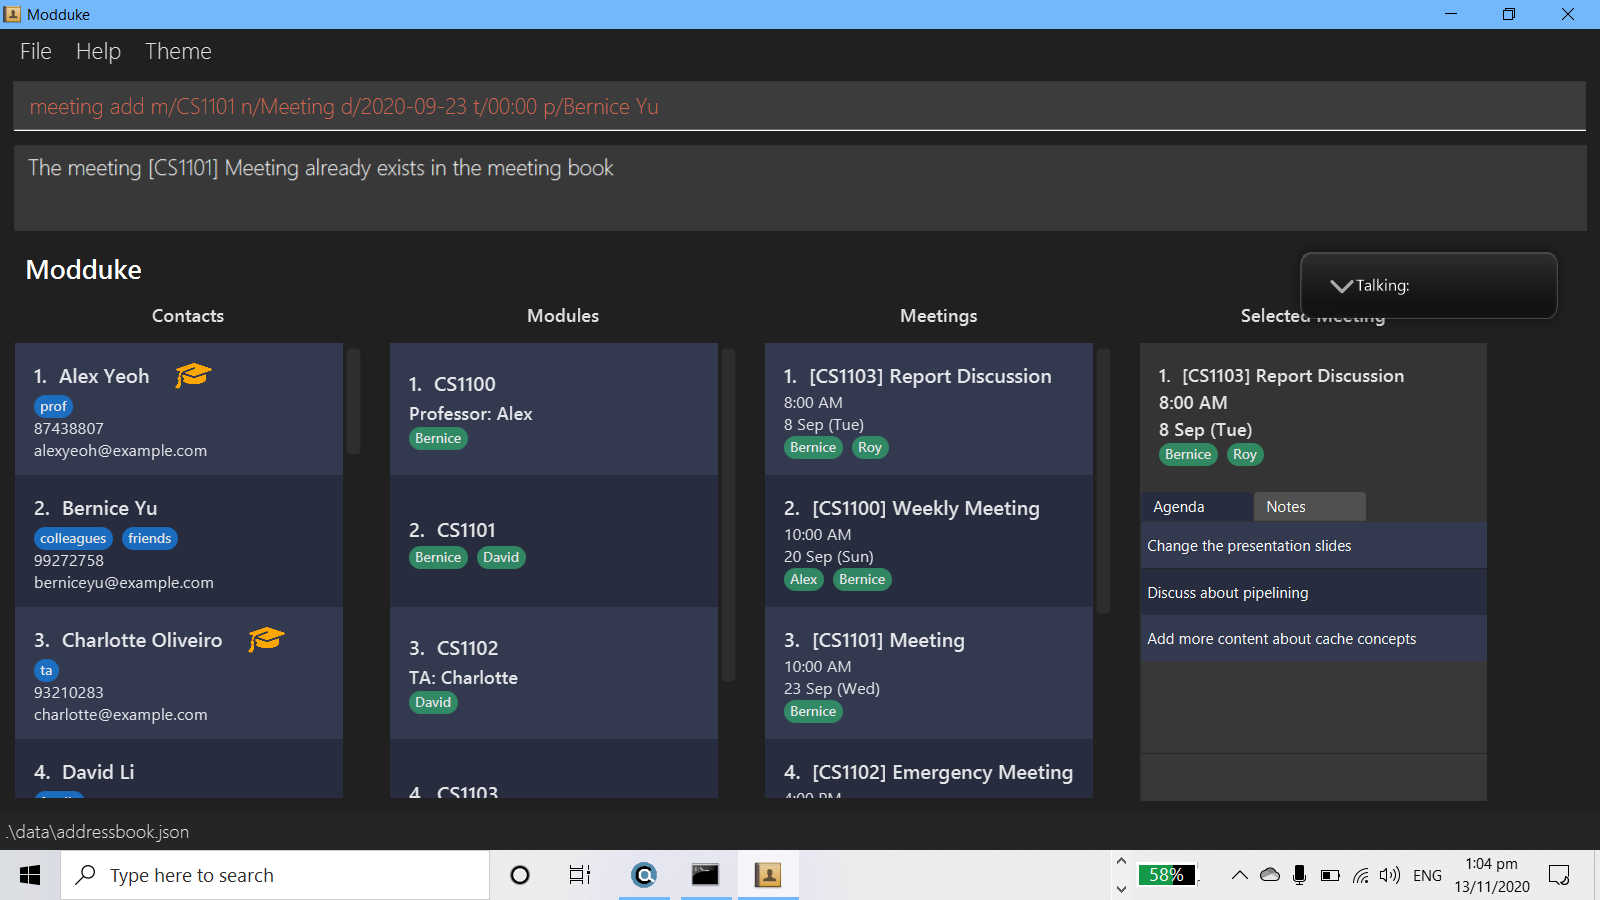 Modduke
File Help Theme
meeting add m/CS1101 n/Meeting d/2020-09-23 t/00:00 p/Bernice Yu
The meeting [CS1101] Meeting already exists in the meeting book
Modduke
Talking:
Contacts
1. Alex Yeoh
prof
87438807
alexyeoh@example.com
2. Bernice Yu
colleagues friends
99272758
berniceyu@example.com
3. Charlotte Oliveiro
ta
93210283
charlotte@example.com
4. David Li
Modules
1. CS1100
Professor: Alex
Bernice
2. CS1101
Bernice David
3. CS1102
TA: Charlotte
David
4. CS1103
Meetings
1. [CS1103] Report Discussion
8:00 AM
8 Sep (Tue)
Bernice Roy
2. [CS1100] Weekly Meeting
10:00 AM
20 Sep (Sun)
Alex Bernice
3. [CS1101] Meeting
10:00 AM
23 Sep (Wed)
Bernice
4. [CS1102] Emergency Meeting
4:00 PM
Selected Meeting
1. [CS1103] Report Discussion
8:00 AM
8 Sep (Tue)
Bernice Roy
Agenda Notes
Change the presentation slides
Discuss about pipelining
Add more content about cache concepts
.\data\addressbook.json
Type here to search
58%
ENG
1:04 pm
13/11/2020